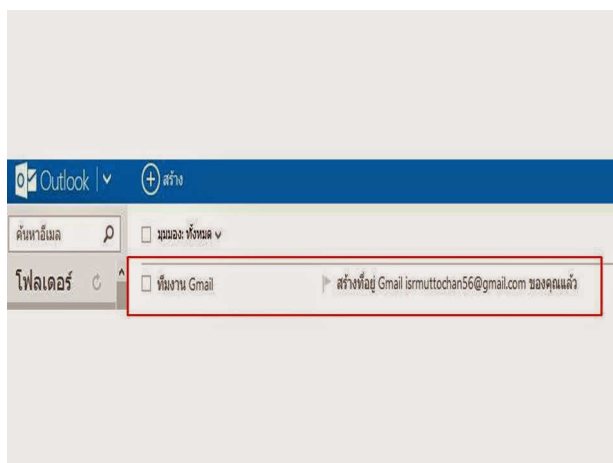 Outlook
สร้าง
ค้นหาอีเมล
มุมมอง: ทั้งหมด
โฟลเดอร์
ทีมงาน Gmail
สร้างที่อยู่ Gmail isrmuttochan56@gmail.com ของคุณแล้ว